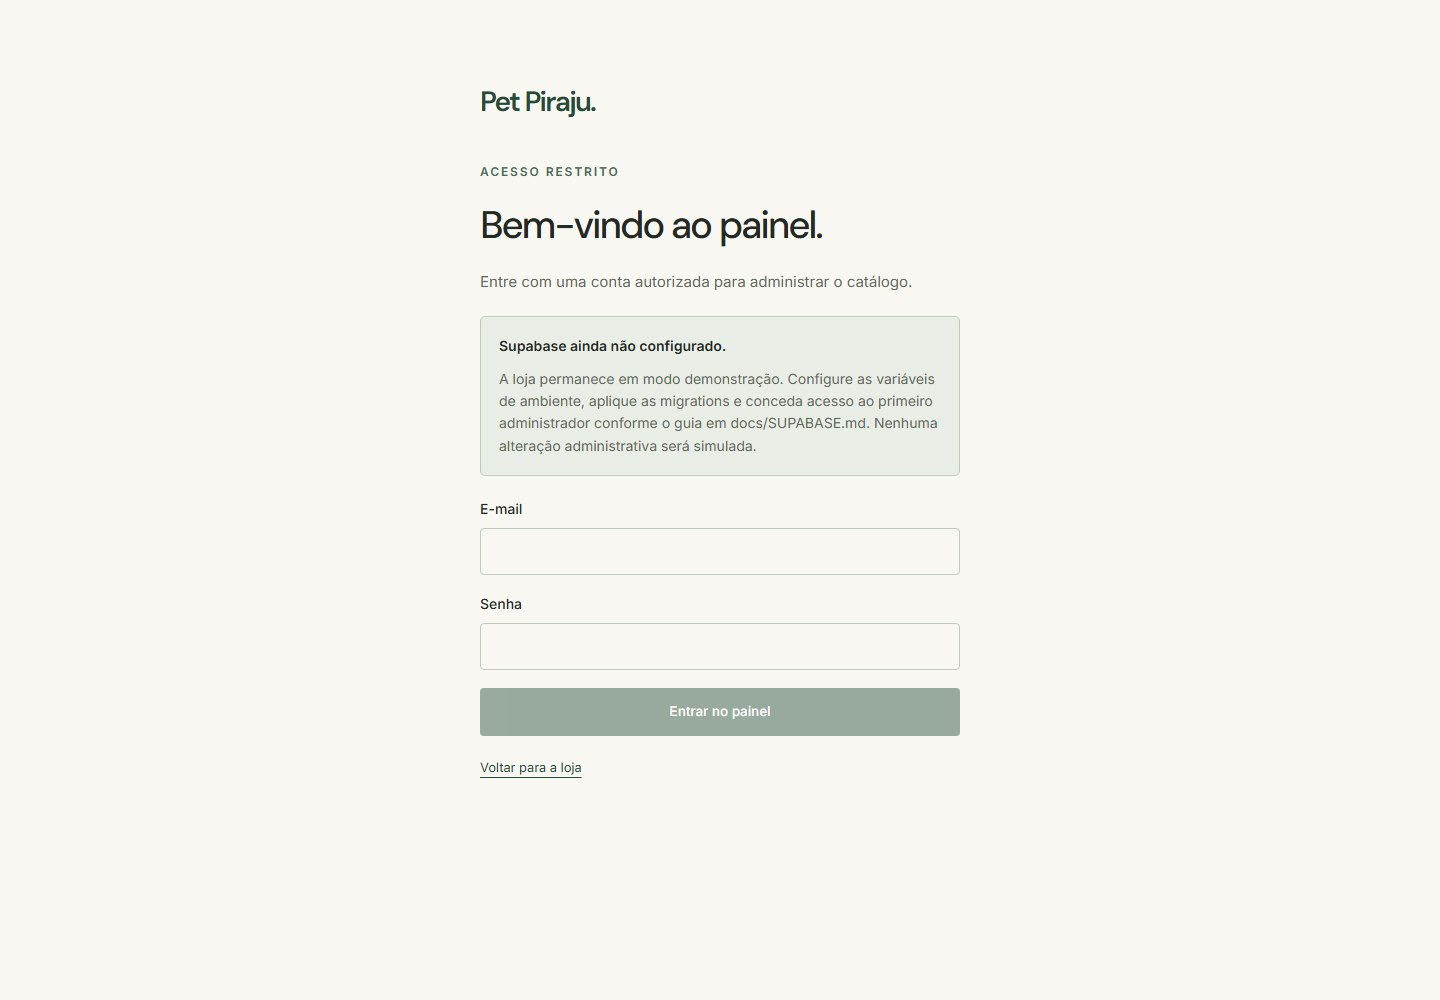 Pet Piraju.
ACESSO RESTRITO
Bem-vindo ao painel.
Entre com uma conta autorizada para administrar o catálogo.
Supabase ainda não configurado.
A loja permanece em modo demonstração. Configure as variáveis
de ambiente, aplique as migrations e conceda acesso ao primeiro
administrador conforme o guia em docs/SUPABASE.md. Nenhuma
alteração administrativa será simulada.
E-mail
Senha
Entrar no painel
Voltar para a loja